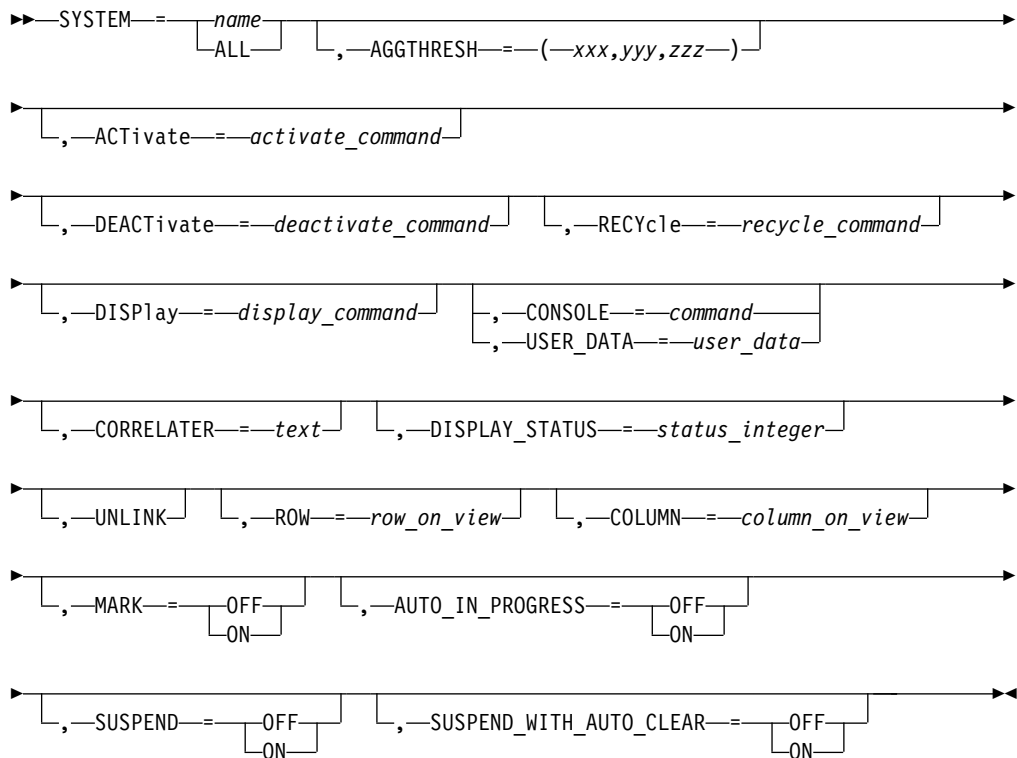 SYSTEM = name
ALL , AGGTHRESH = ( xxx,yyy,zzz )
, ACTivate = activate_command
, DEACTivate = deactivate_command , RECYcle = recycle_command
, DISPlay = display_command , CONSOLE = command
, USER_DATA = user_data
, CORRELATER = text , DISPLAY_STATUS = status_integer
, UNLINK , ROW = row_on_view , COLUMN = column_on_view
, MARK = OFF , AUTO_IN_PROGRESS = OFF
ON ON
, SUSPEND = OFF , SUSPEND_WITH_AUTO_CLEAR = OFF
ON ON